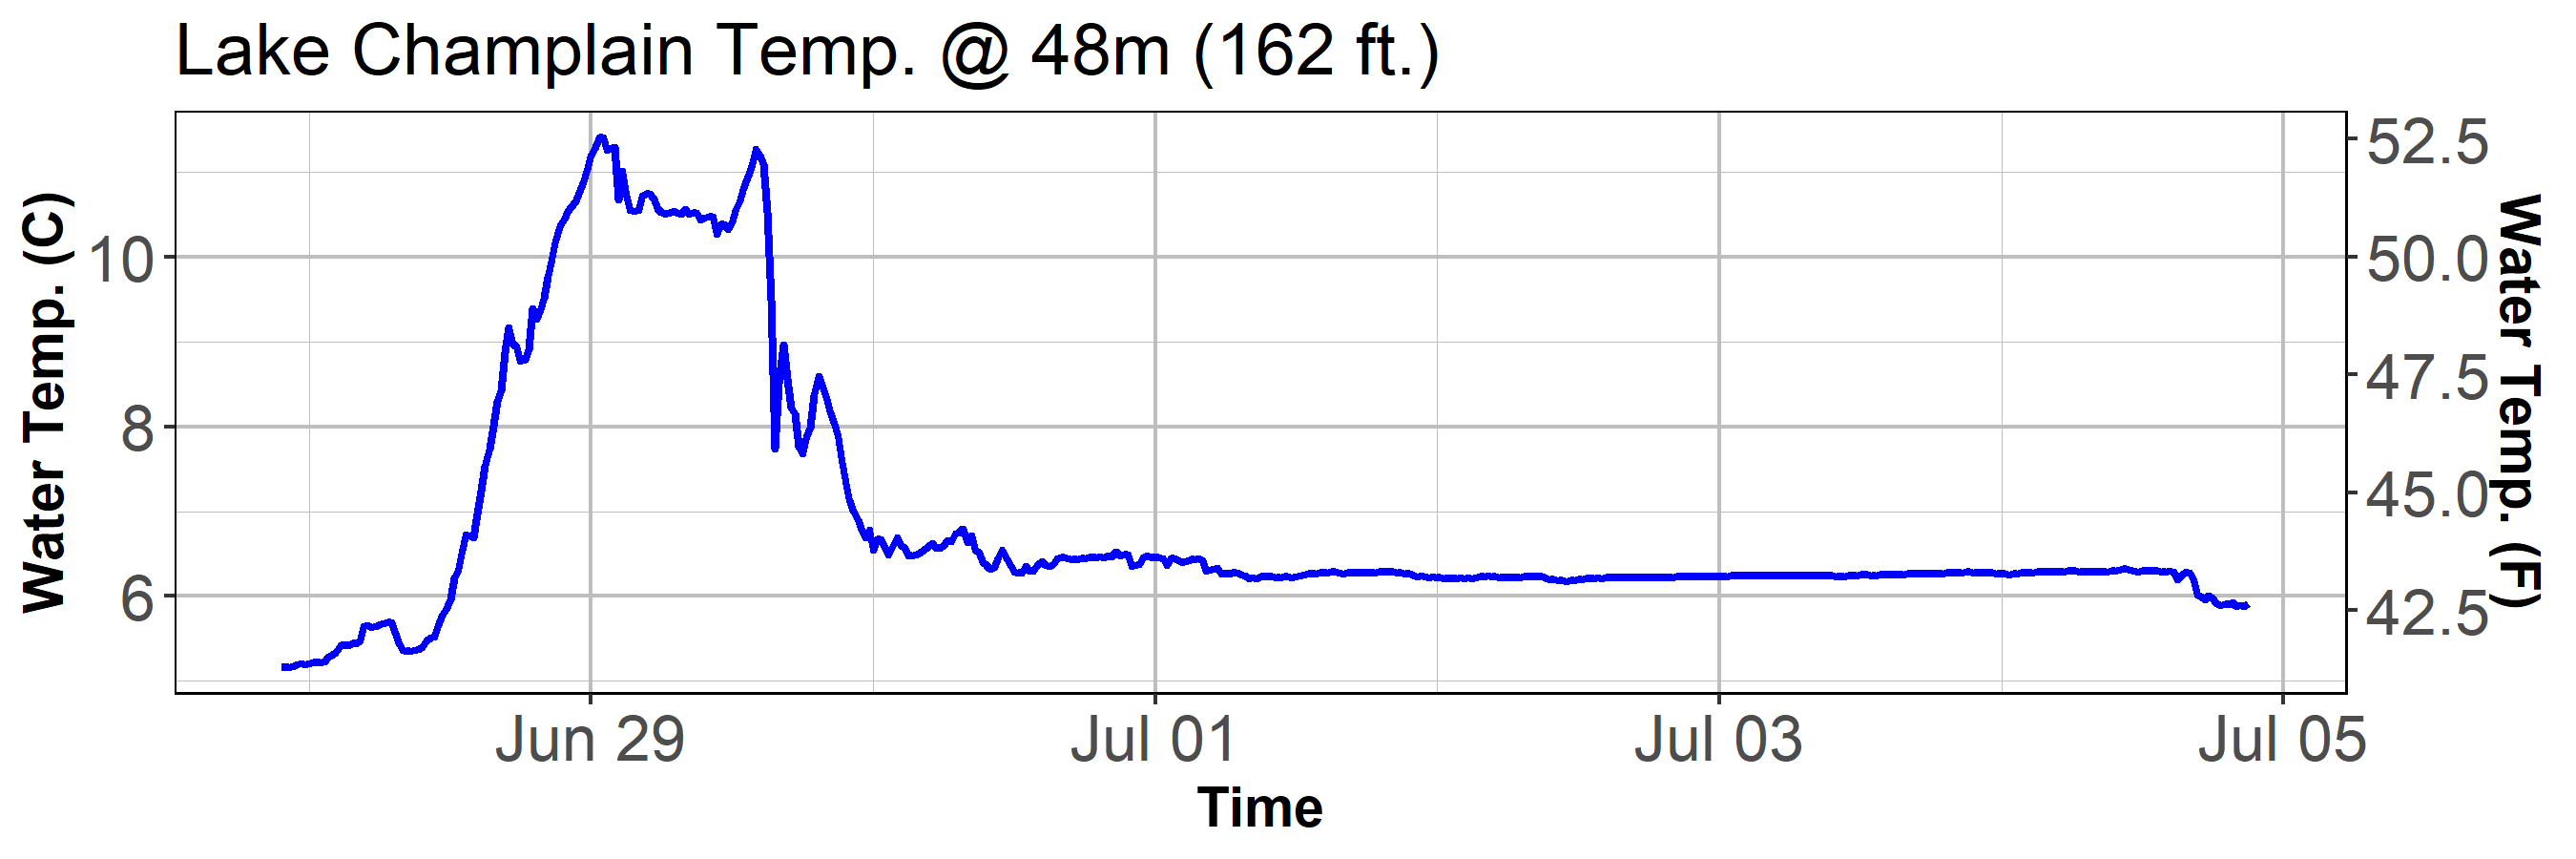 Lake Champlain Temp. @ 48m (162 ft.)
Water Temp. (C)
10
8
6
52.5
50.0
47.5
45.0
42.5
Water Temp. (F)
Jun 29
Jul 01
Jul 03
Jul 05
Time